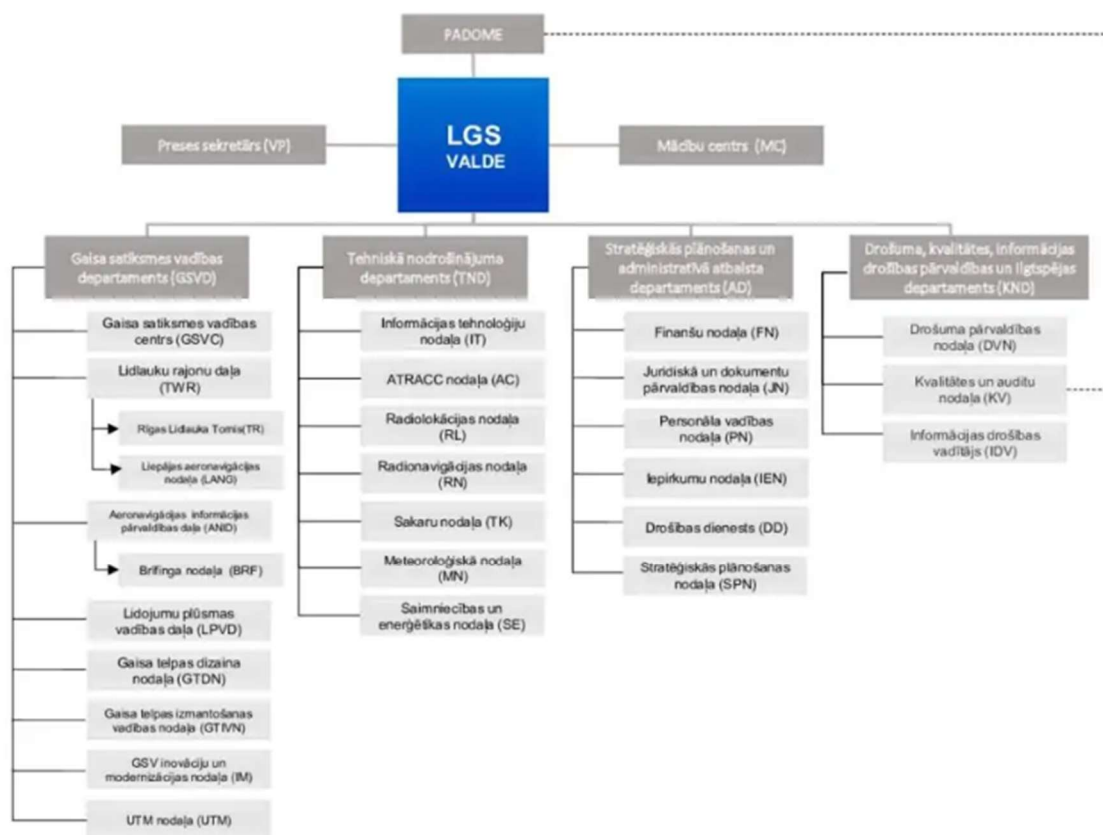 PADOME
LGS
VALDE
Preses sekretārs (VP)
Mācību centrs (MC)
Gaisa satiksmes vadības
departaments (GSVD)
Gaisa satiksmes vadības
centrs (GSVC)
Lidlauku rajonu daļa
(TWR)
Rīgas Lidlauka Tornis(TR)
Liepājas aeronavigācijas
nodaļa (LANG)
Aeronavigācijas informācijas
pārvaldības daļa (ANID)
Brīfinga nodaļa (BRF)
Lidojumu plūsmas
vadības daļa (LPVD)
Gaisa telpas dizaina
nodaļa (GTDN)
Gaisa telpas izmantošanas
vadības nodaļa (GTIVN)
GSV inovāciju un
modernizācijas nodaļa (IM)
UTM nodaļa (UTM)
Tehniskā nodrošinājuma
departaments (TND)
Informācijas tehnoloģiju
nodaļa (IT)
ATRACC nodaļa (AC)
Radiolokācijas nodaļa
(RL)
Radionavigācijas nodaļa
(RN)
Sakaru nodaļa (TK)
Meteoroloģiskā nodaļa
(MN)
Saimniecības un
enerģētikas nodaļa (SE)
Stratēģiskās plānošanas un
administratīvā atbalsta
departaments (AD)
Finanšu nodaļa (FN)
Juridiskā un dokumentu
pārvaldības nodaļa (JN)
Personāla vadības
nodaļa (PN)
Iepirkumu nodaļa (IEN)
Drošības dienests (DD)
Stratēģiskās plānošanas
nodaļa (SPN)
Drošuma, kvalitātes, informācijas
drošības pārvaldības un Ilgtspējas
departaments (KND)
Drošuma pārvaldības
nodaļa (DVN)
Kvalitātes un auditu
nodaļa (KV)
Informācijas drošības
vadītājs (IDV)